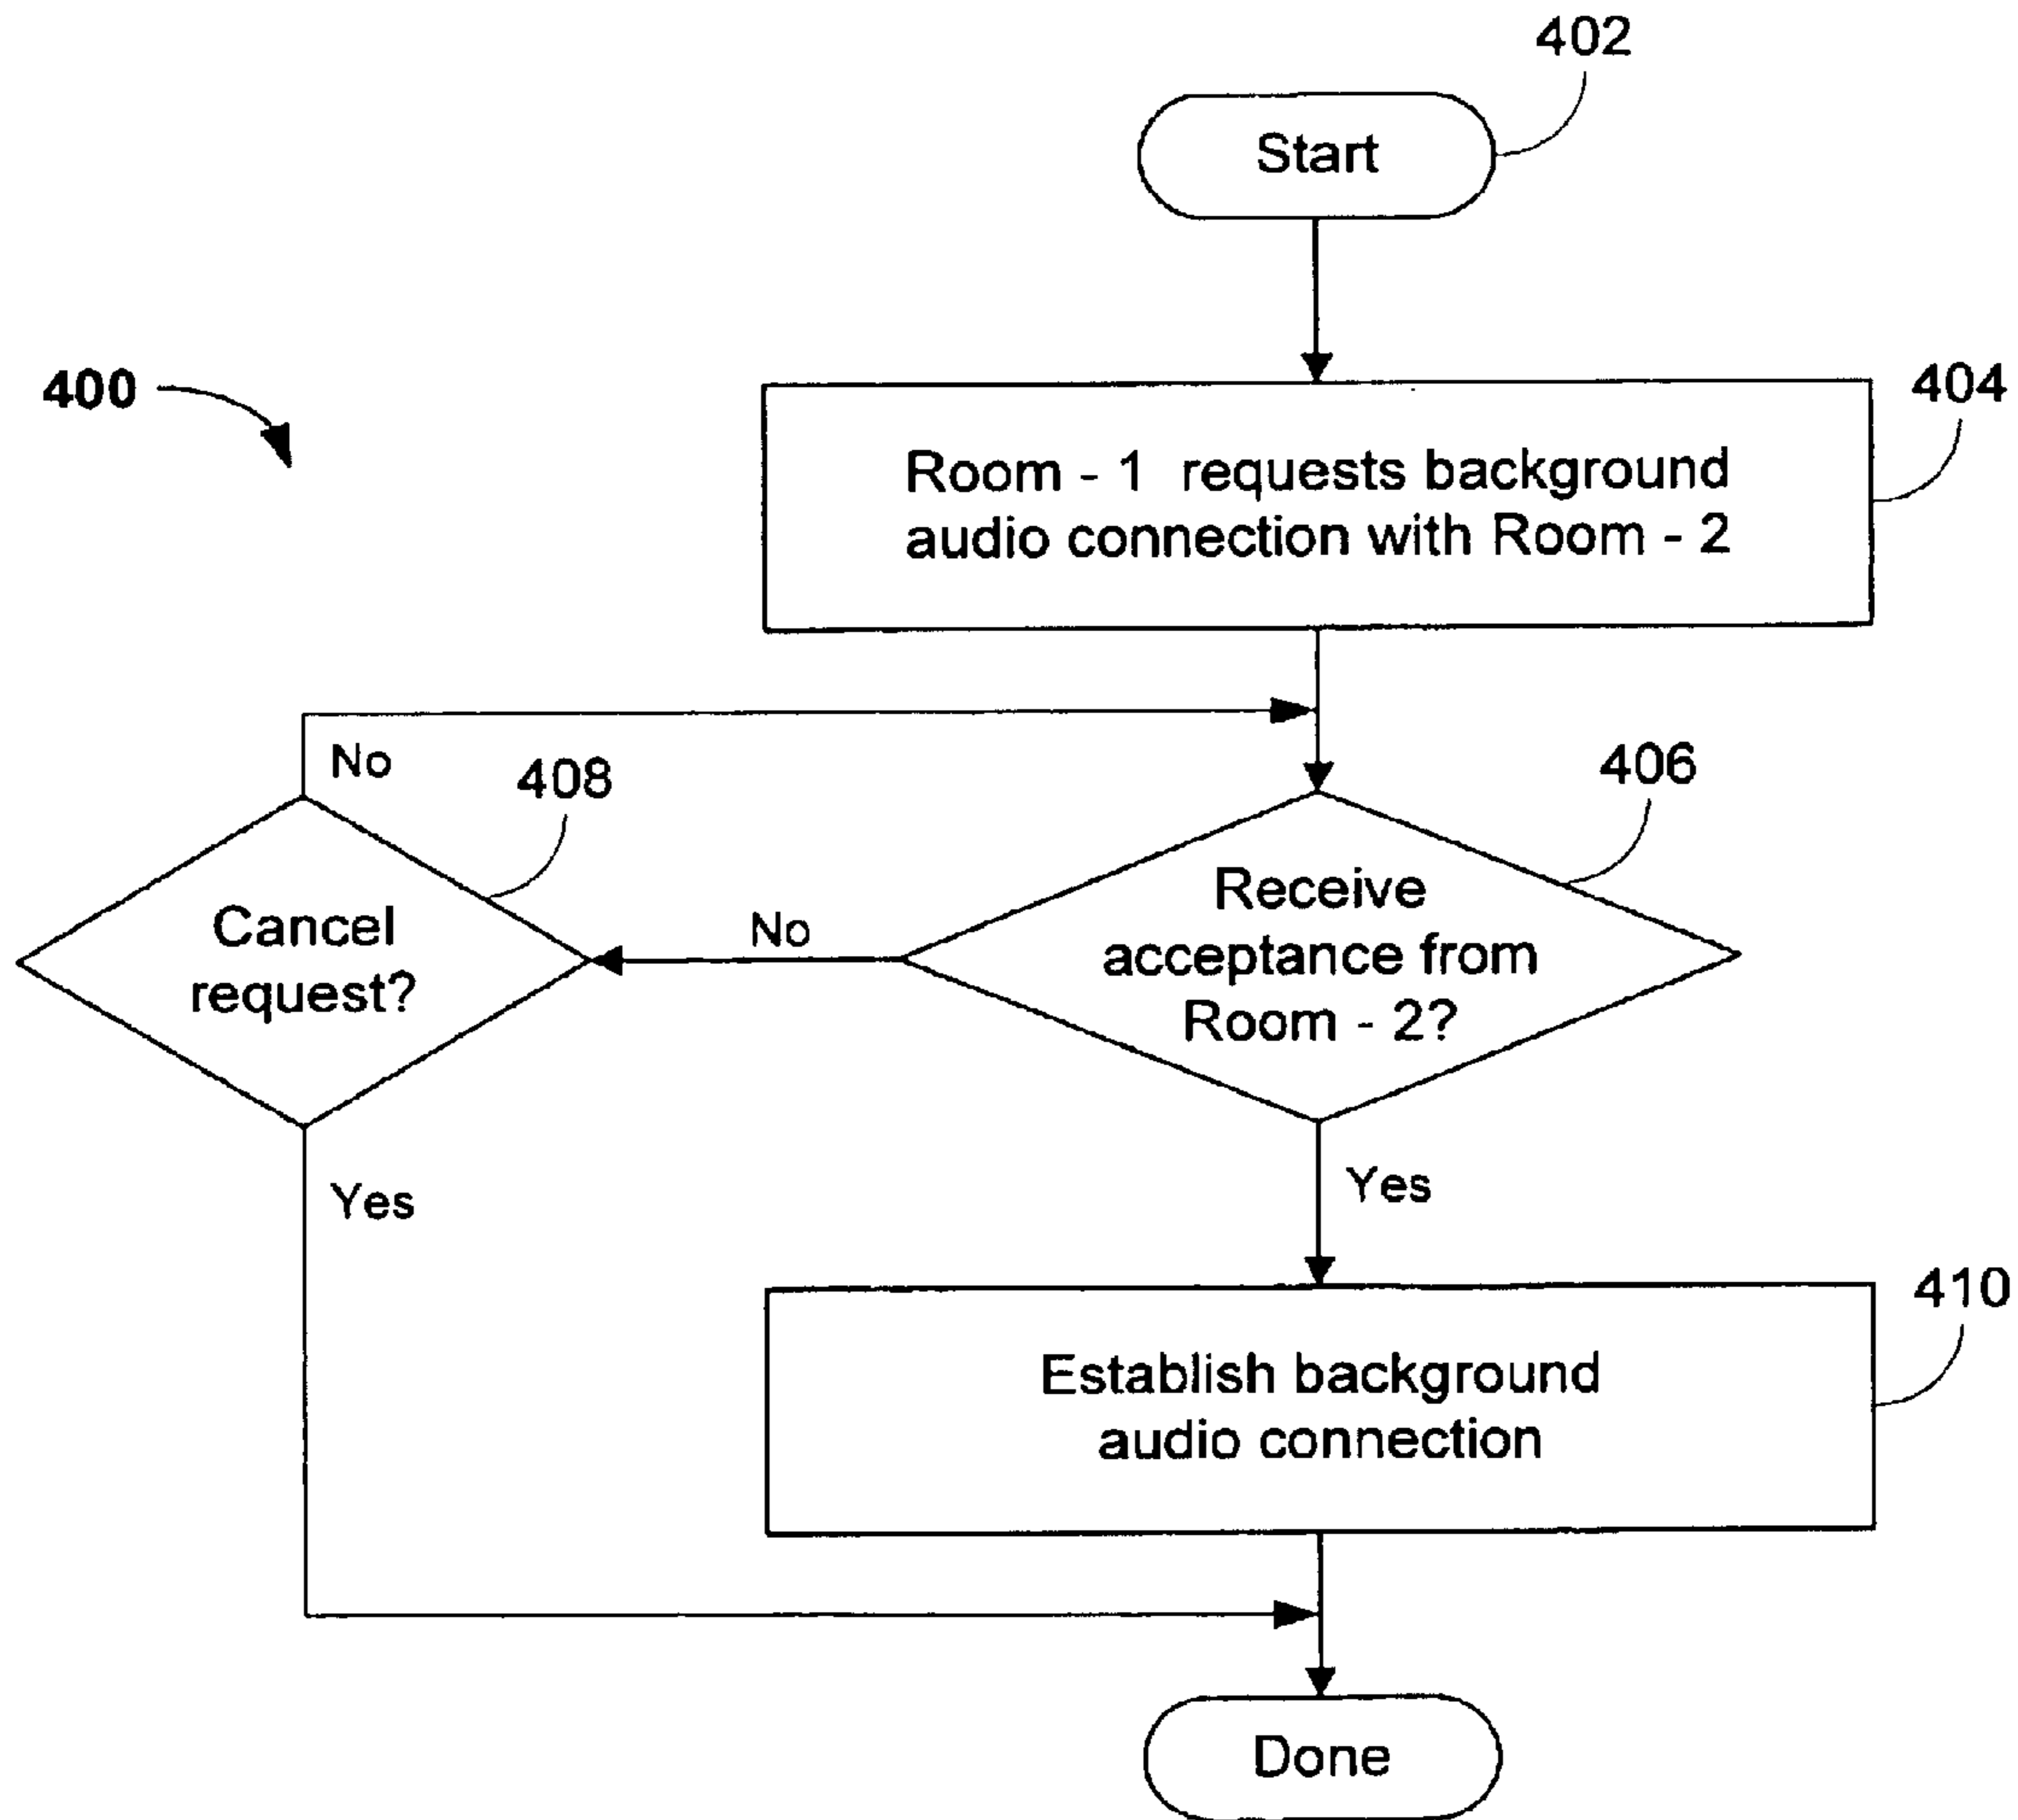 402
Start
400
404
Room - 1 requests background
audio connection with Room - 2
No
408
406
Cancel
request?
No
Receive
acceptance from
Room - 2?
Yes
Yes
410
Establish background
audio connection
Done